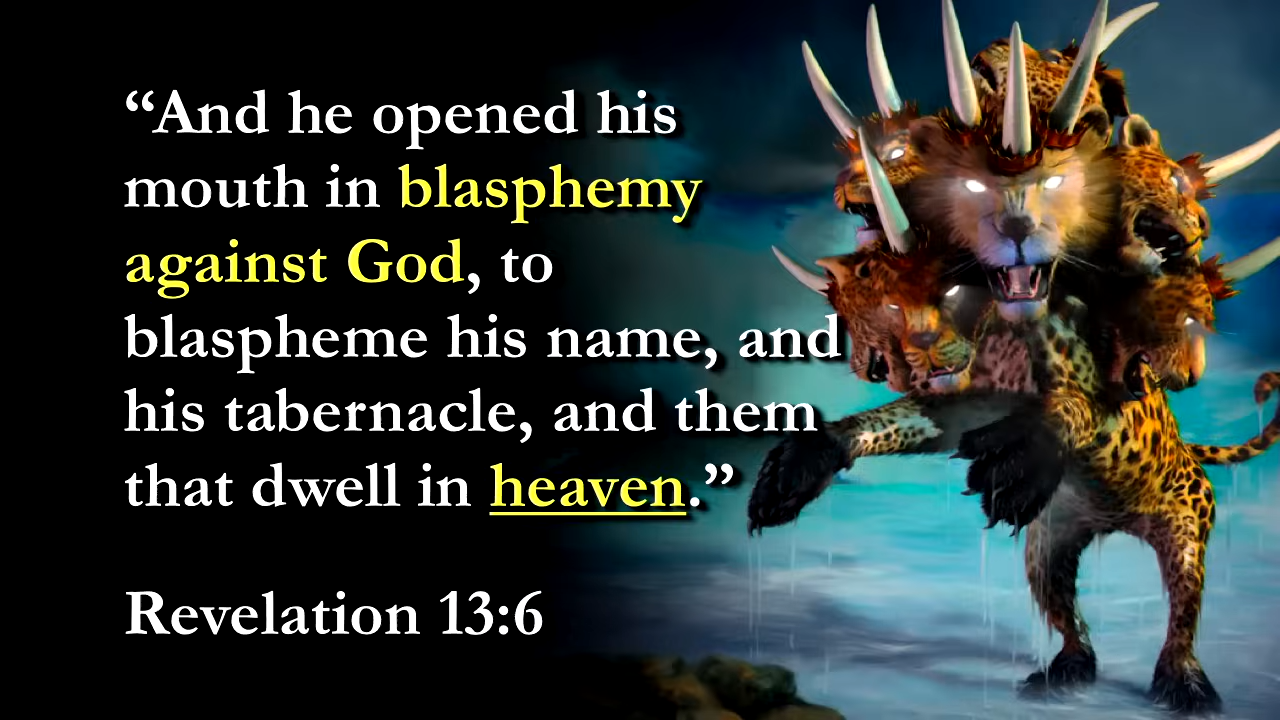 “And he opened his
mouth in blasphemy
against God, to
blaspheme his name, and
his tabernacle, and them
that dwell in heaven.”
Revelation 13:6